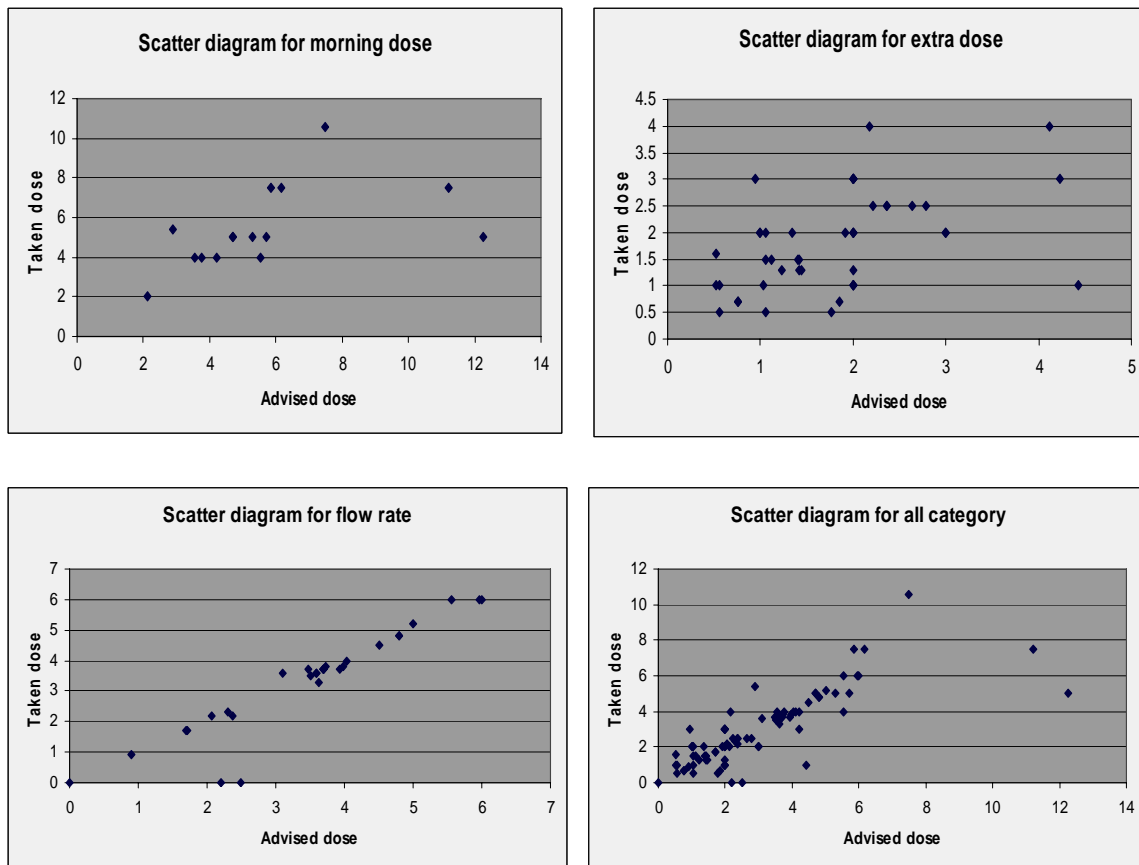 Scatter diagram for morning dose
12
10
8
6
4
2
0
0 2 4 6 8 10 12 14
Taken dose
Advised dose
Scatter diagram for extra dose
4.5
4
3.5
3
2.5
2
1.5
1
0.5
0
0 1 2 3 4 5
Taken dose
Advised dose
Scatter diagram for flow rate
7
6
5
4
3
2
1
0
0 1 2 3 4 5 6 7
Taken dose
Advised dose
Scatter diagram for all category
12
10
8
6
4
2
0
0 2 4 6 8 10 12 14
Taken dose
Advised dose